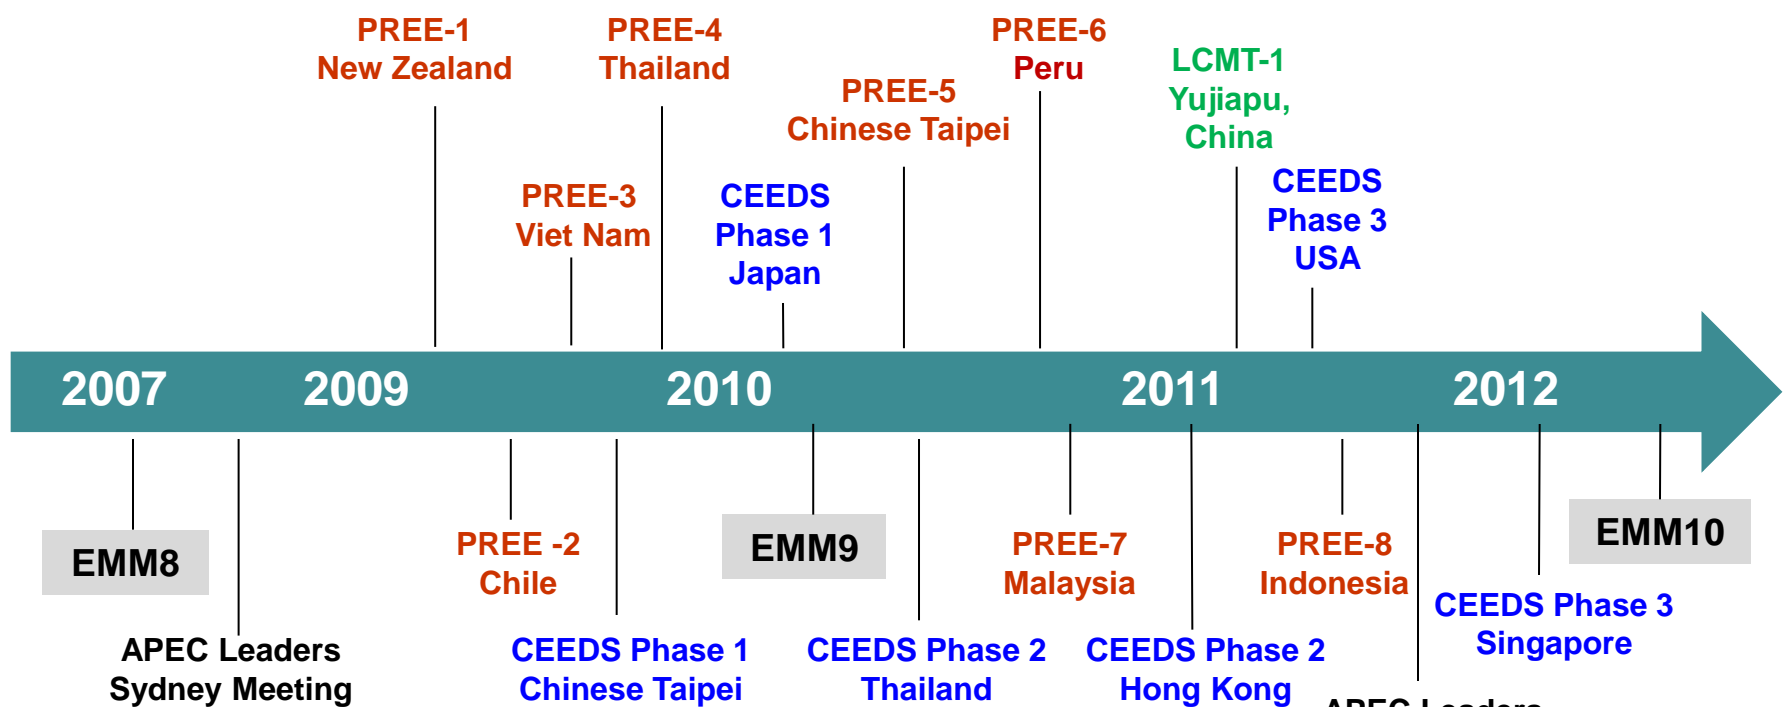 PREE-1
New Zealand
PREE-4
Thailand
PREE-6
Peru
LCMT-1
Yujiapu,
China
PREE-5
Chinese Taipei
PREE-3
Viet Nam
CEEDS
Phase 1
Japan
CEEDS
Phase 3
USA
2007
2009
2010
2011
2012
EMM8
APEC Leaders
Sydney Meeting
PREE -2
Chile
CEEDS Phase 1
Chinese Taipei
EMM9
CEEDS Phase 2
Thailand
PREE-7
Malaysia
CEEDS Phase 2
Hong Kong
PREE-8
Indonesia
APEC Leaders
CEEDS Phase 3
Singapore
EMM10